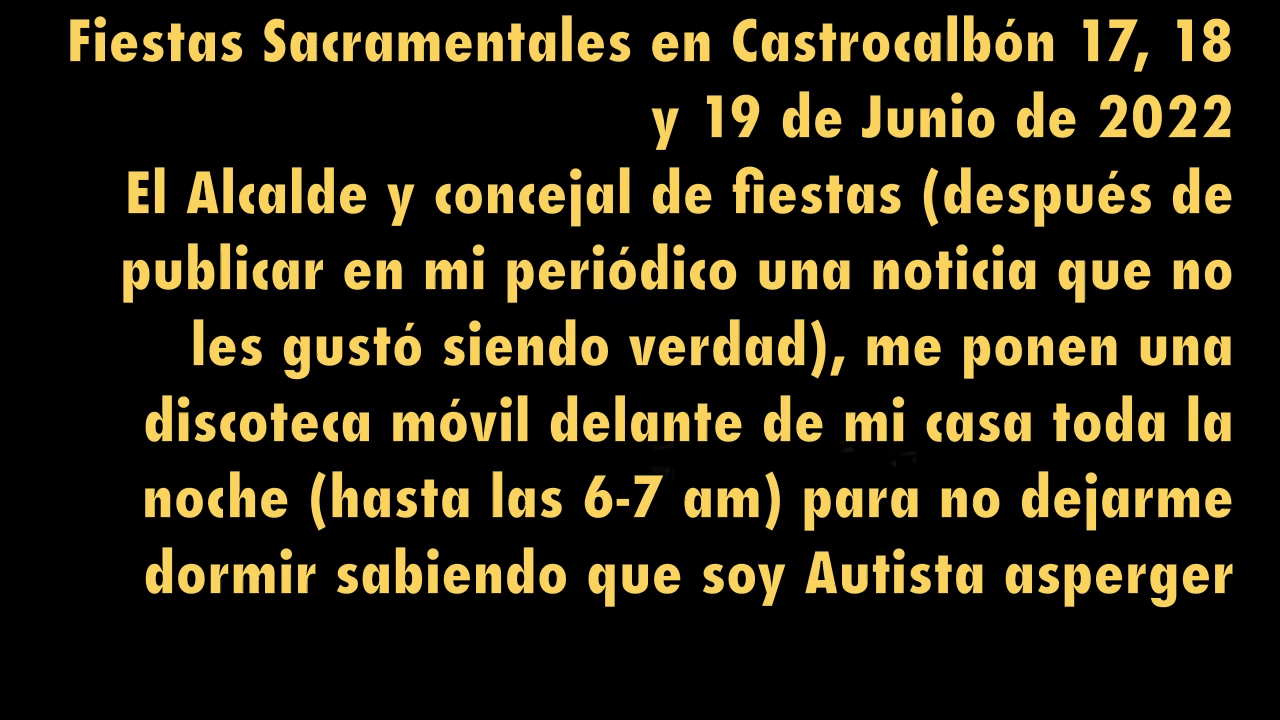 Fiestas Sacramentales en Castrocalbón 17, 18
y 19 de Junio de 2022
El Alcalde y concejal de fiestas (después de
publicar en mi periódico una noticia que no
les gustó siendo verdad), me ponen una
discoteca móvil delante de mi casa toda la
noche (hasta las 6-7 am) para no dejarme
dormir sabiendo que soy Autista asperger